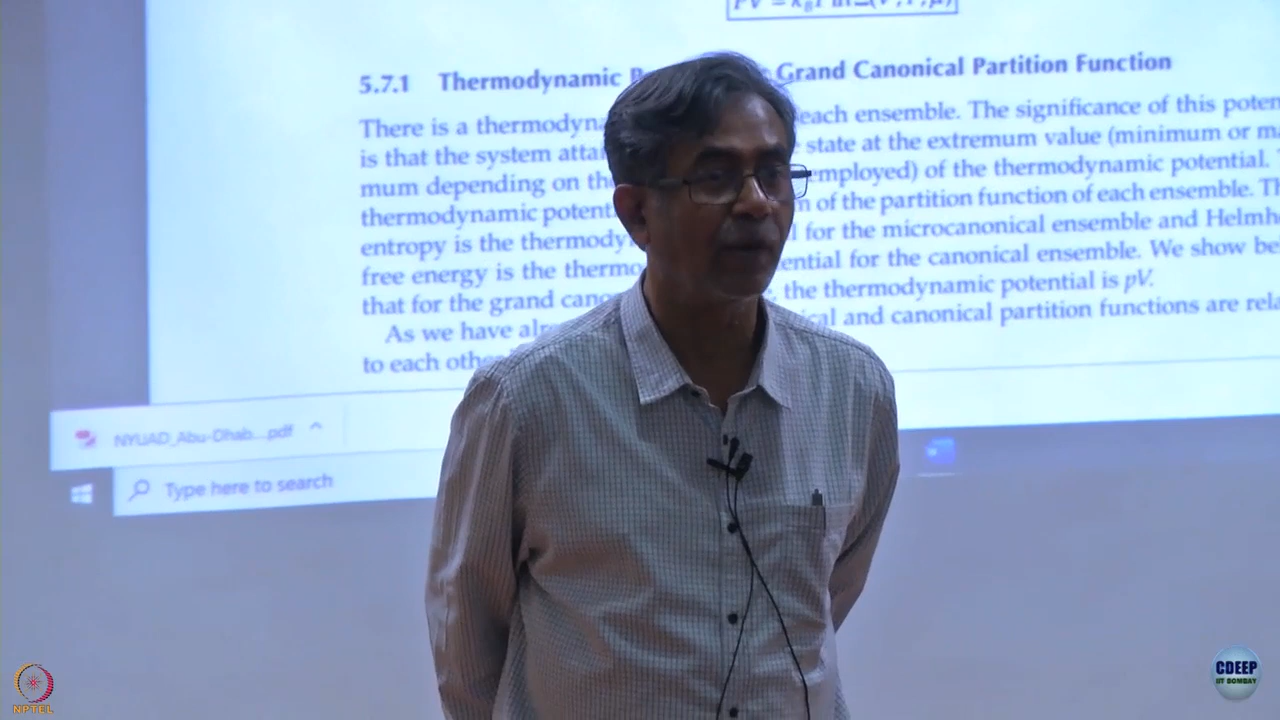 5.7.1 Thermodynamic Grand Canonical Partition Function
There is a thermodyna each ensemble. The significance of this poten
is that the system attai state at the extremum value (minimum or m
mum depending on the employed) of the thermodynamic potential.
thermodynamic potent of the partition function of each ensemble. Th
entropy is the thermody for the microcanonical ensemble and Helmh
free energy is the thermo ential for the canonical ensemble. We show be
that for the grand cano the thermodynamic potential is pV.
As we have alr ical and canonical partition functions are rela
to each othe
NYUAD_Abu-Dhab....pdf
Type here to search
NPTEL
CDEEP
IIT BOMBAY